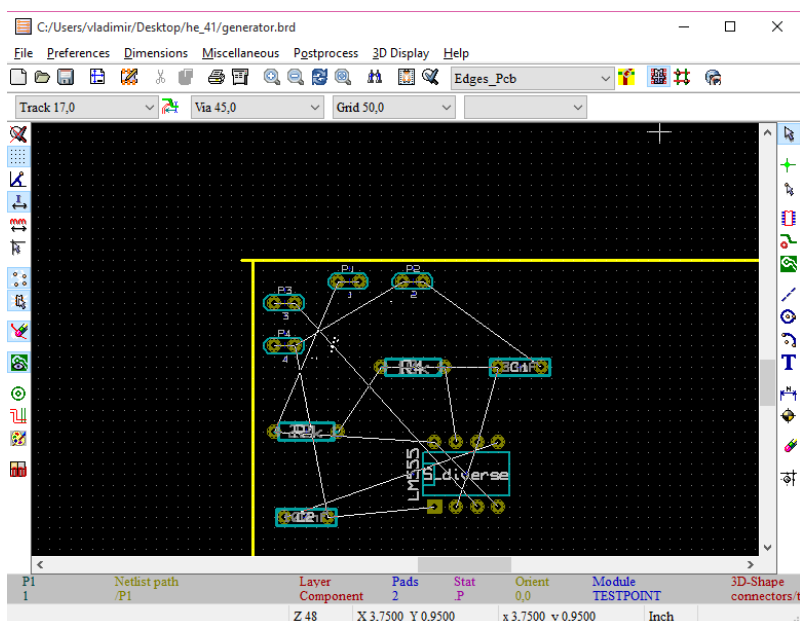 C:/Users/vladimir/Desktop/he_41/generator.brd
File Preferences Dimensions Miscellaneous Postprocess 3D Display Help
Edges_Pcb
Track 17,0 Via 45,0 Grid 50,0
P1 P2
1 2
P3
3
P4
4
LM555
S_diverse
P1 Netlist path Layer Pads Stat Orient Module 3D-Shape
1 /P1 Component 2 .P 0,0 TESTPOINT connectors/t
Z 48 X 3.7500 Y 0.9500 x 3.7500 y 0.9500 Inch